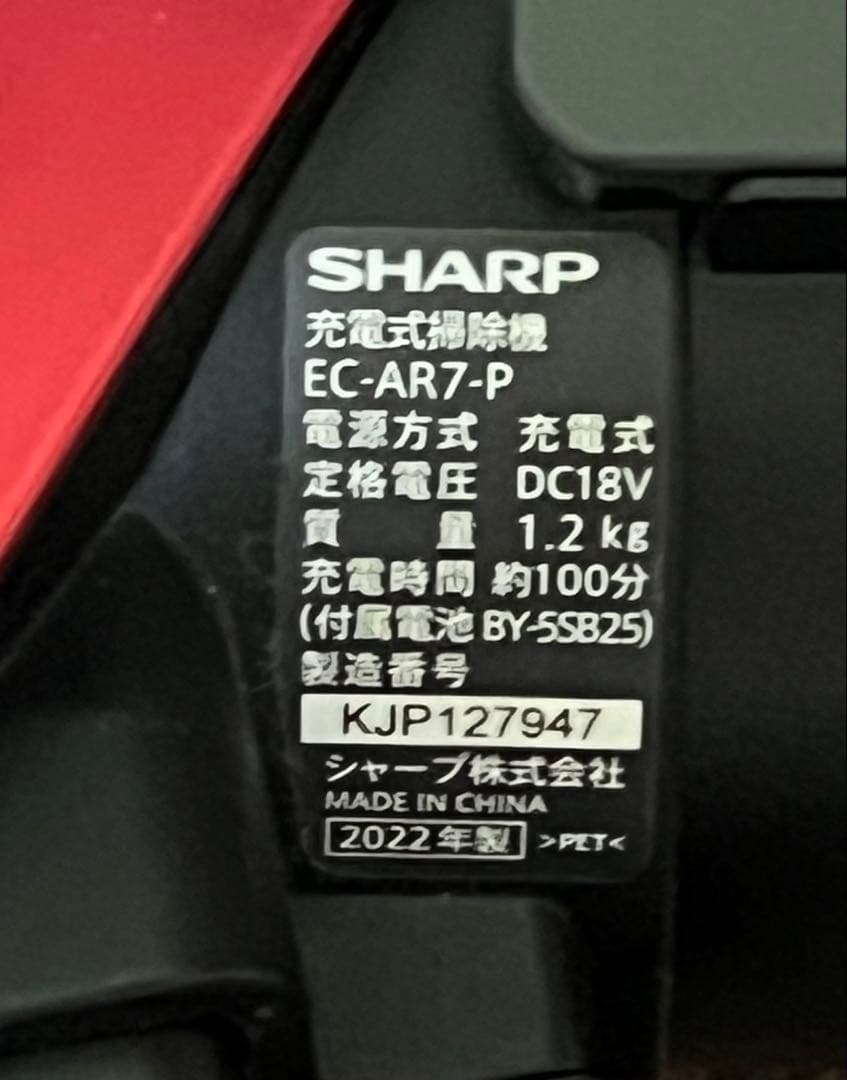 SHARP
充電式掃除機
EC-AR7-P
電源方式 充電式
定格電圧 DC18V
質量 1.2 kg
充電時間 約100分
(付属電池 BY-5SB25)
製造番号
KJP127947
シャープ株式会社
MADE IN CHINA
2022年製 >PET<